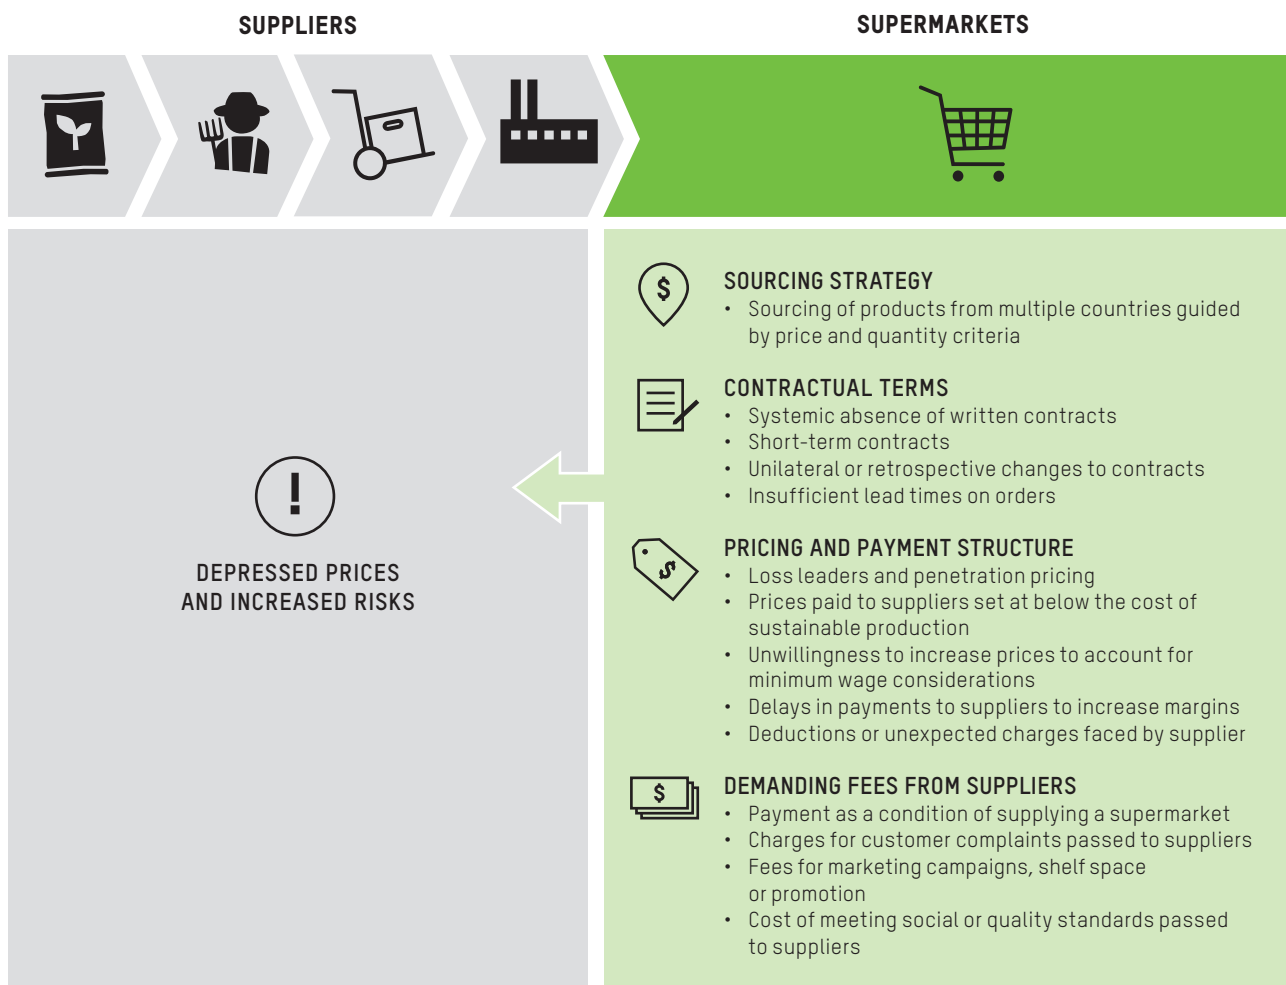 SUPPLIERS
SUPERMARKETS
DEPRESSED PRICES
AND INCREASED RISKS
$
SOURCING STRATEGY
• Sourcing of products from multiple countries guided
by price and quantity criteria
CONTRACTUAL TERMS
• Systemic absence of written contracts
• Short-term contracts
• Unilateral or retrospective changes to contracts
• Insufficient lead times on orders
$
PRICING AND PAYMENT STRUCTURE
• Loss leaders and penetration pricing
• Prices paid to suppliers set at below the cost of
sustainable production
• Unwillingness to increase prices to account for
minimum wage considerations
• Delays in payments to suppliers to increase margins
• Deductions or unexpected charges faced by supplier
$
DEMANDING FEES FROM SUPPLIERS
• Payment as a condition of supplying a supermarket
• Charges for customer complaints passed to suppliers
• Fees for marketing campaigns, shelf space
or promotion
• Cost of meeting social or quality standards passed
to suppliers